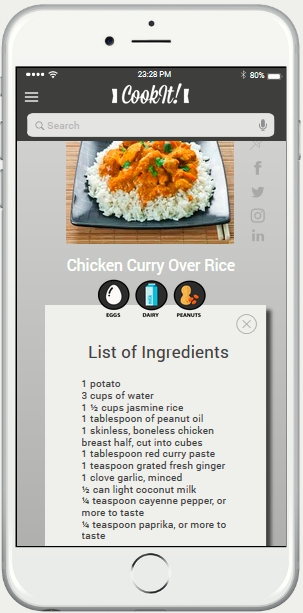 23:28 PM
80%
CookIt!
Search
Chicken Curry Over Rice
EGGS
DAIRY
PEANUTS
List of Ingredients
1 potato
3 cups of water
1 ½ cups jasmine rice
1 tablespoon of peanut oil
1 skinless, boneless chicken
breast half, cut into cubes
1 tablespoon red curry paste
1 teaspoon grated fresh ginger
1 clove garlic, minced
½ can light coconut milk
¼ teaspoon cayenne pepper, or
more to taste
¼ teaspoon paprika, or more to
taste